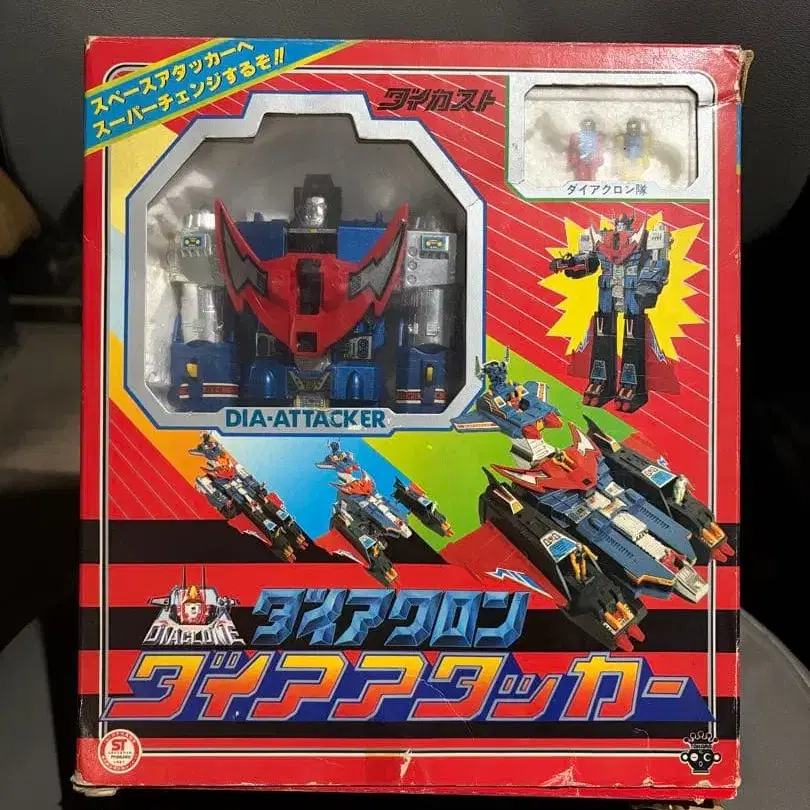 スペースアタッカーへ
スーパーチェンジするぞ!!
ダイカスト
ダイアクロン隊
DIA-ATTACKER
DIACLONE
ダイアクロン
ダイアアタッカー
ST